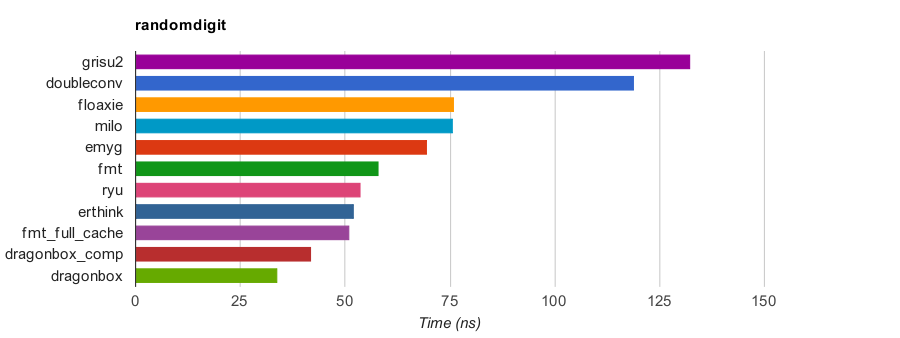 randomdigit
grisu2
doubleconv
floaxie
milo
emyg
fmt
ryu
erthink
fmt_full_cache
dragonbox_comp
dragonbox
0 25 50 75 100 125 150
Time (ns)